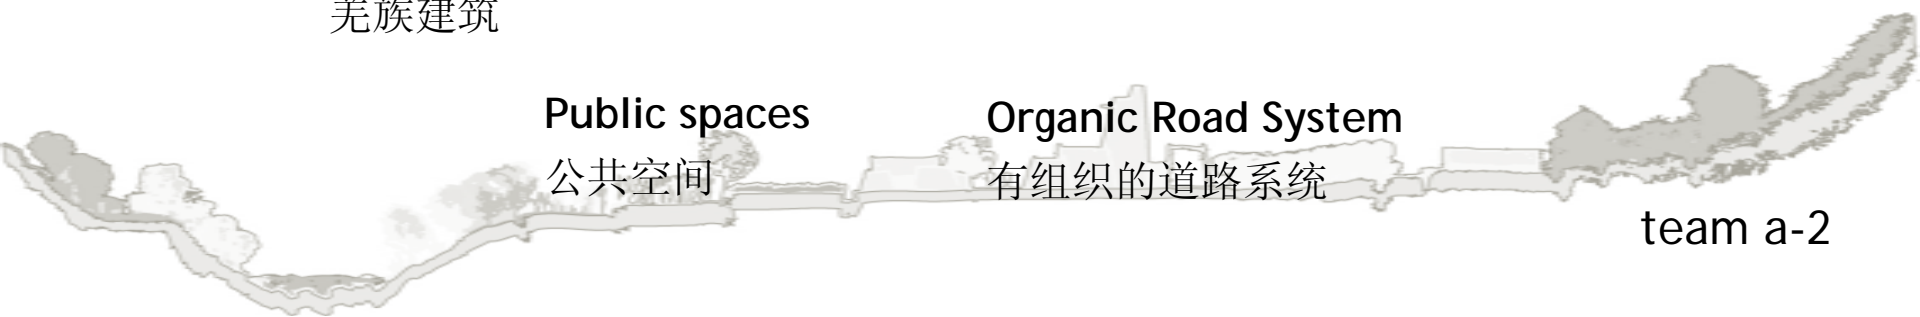 羌族建筑
Public spaces
公共空间
Organic Road System
有组织的道路系统
team a-2